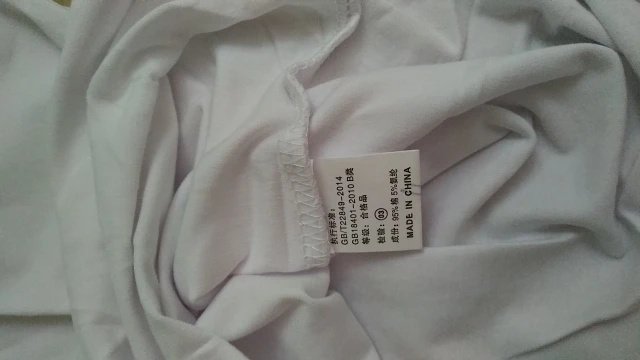 执行标准：
GB/T22849-2014
GB18401-2010 B类
等级：合格品
检验：03
成份：95%棉 5%氨纶
MADE IN CHINA